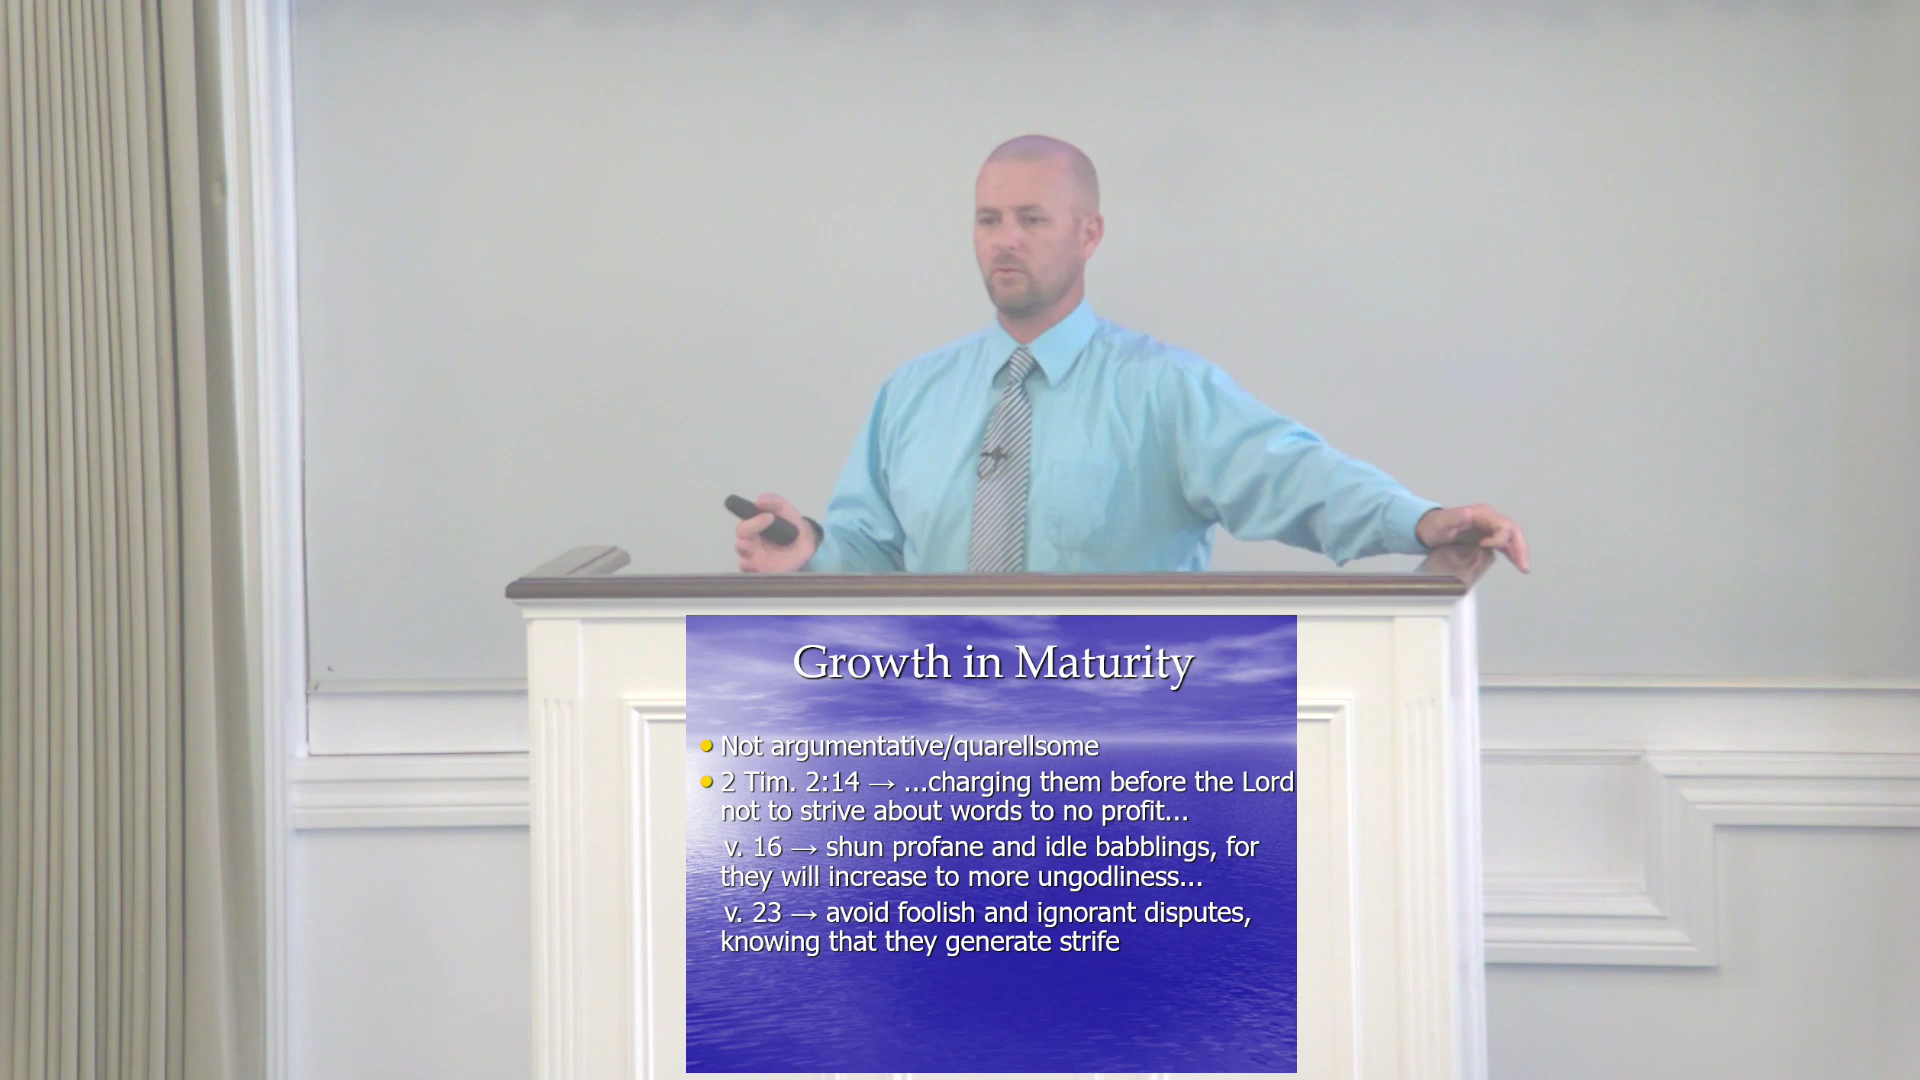 Growth in Maturity
• Not argumentative/quarellsome
• 2 Tim. 2:14 → ...charging them before the Lord
not to strive about words to no profit...
v. 16 → shun profane and idle babblings, for
they will increase to more ungodliness...
v. 23 → avoid foolish and ignorant disputes,
knowing that they generate strife